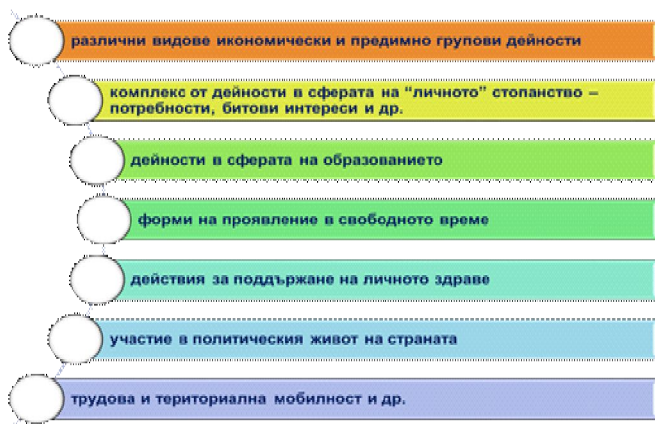 различни видове икономически и предимно групови дейности
комплекс от дейности в сферата на “личното” стопанство –
потребности, битови интереси и др.
дейности в сферата на образованието
форми на проявление в свободното време
действия за поддържане на личното здраве
участие в политическия живот на страната
трудова и териториална мобилност и др.